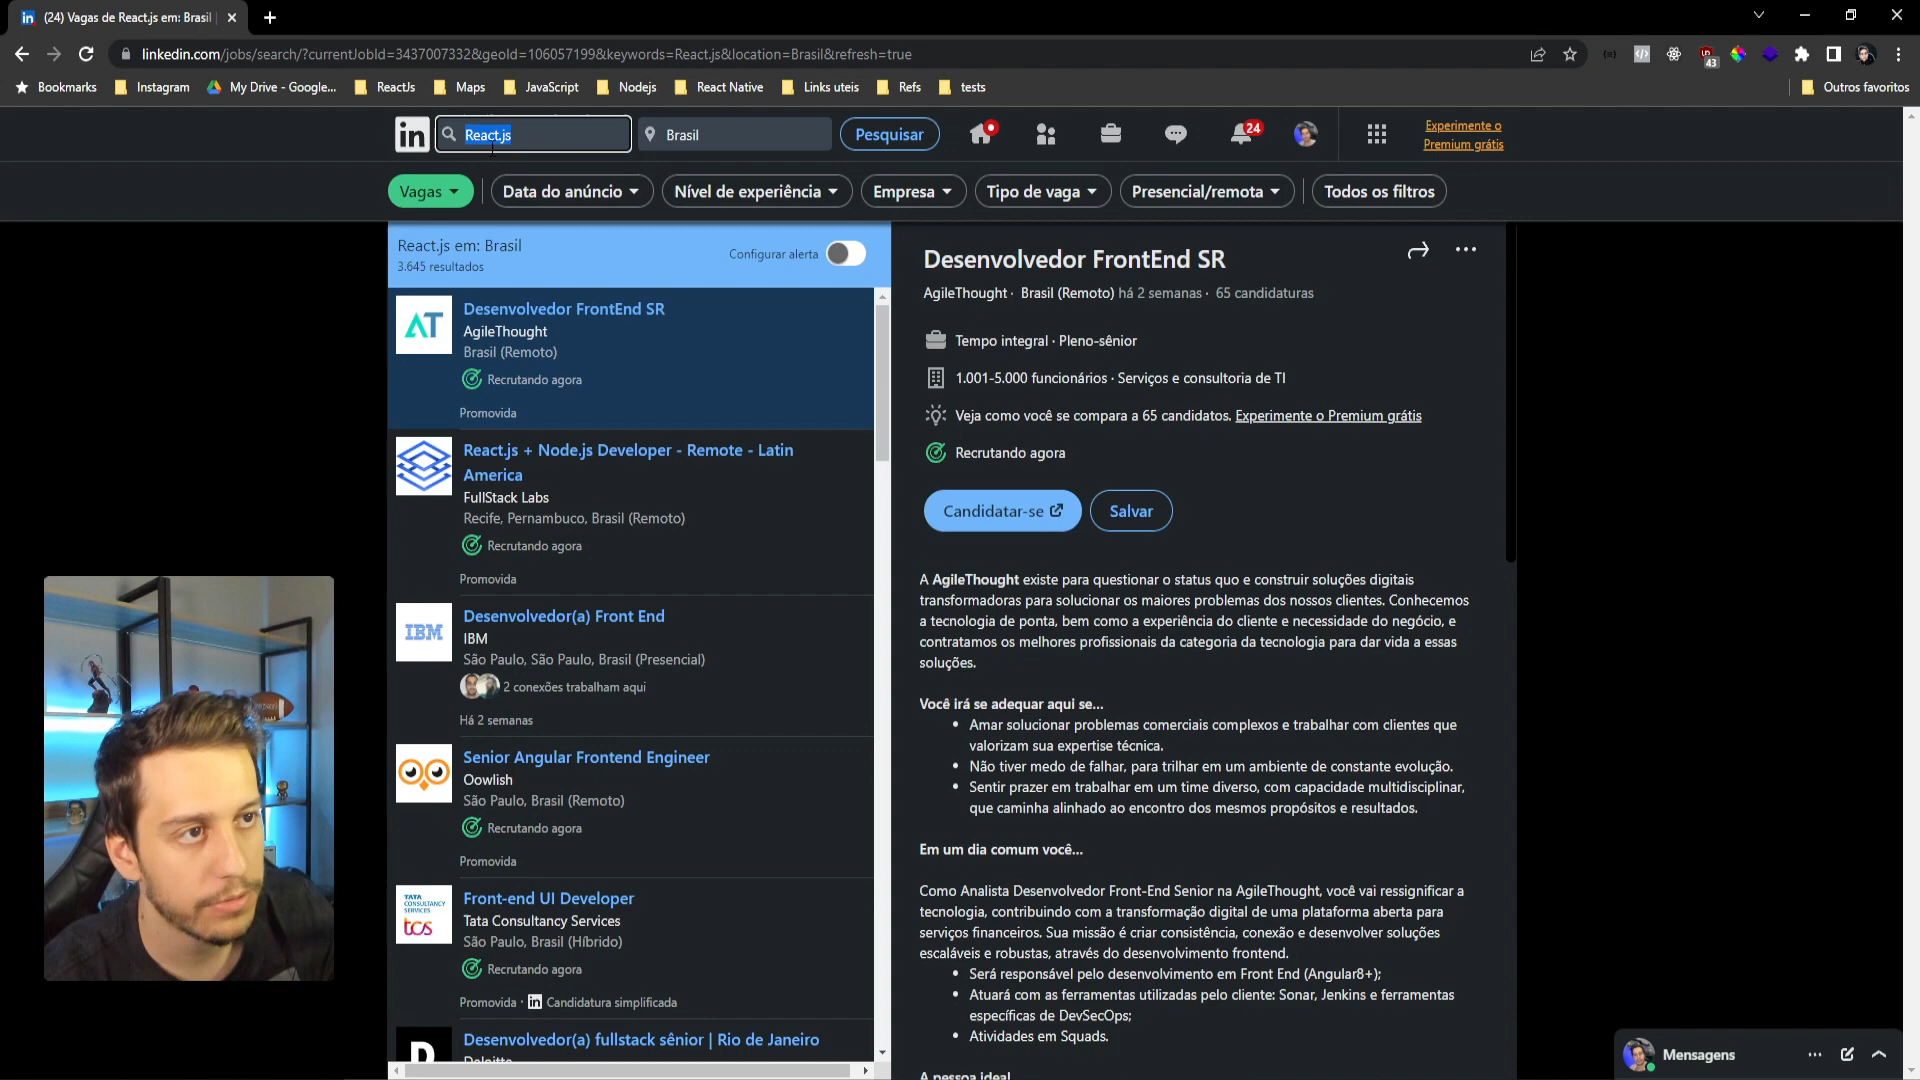 (24) Vagas de React.js em: Brasil
linkedin.com/jobs/search/?currentJobId=3437007332&geoId=106057199&keywords=React.js&location=Brasil&refresh=true
43
Bookmarks
Instagram
My Drive - Google...
ReactJs
Maps
JavaScript
Nodejs
React Native
Links uteis
Refs
tests
Outros favoritos
in
React.js
Brasil
Pesquisar
24
Experimente o
Premium grátis
Vagas
Data do anúncio
Nível de experiência
Empresa
Tipo de vaga
Presencial/remota
Todos os filtros
React.js em: Brasil
3.645 resultados
Configurar alerta
AT
Desenvolvedor FrontEnd SR
AgileThought
Brasil (Remoto)
Recrutando agora
Promovida
React.js + Node.js Developer - Remote - Latin
America
FullStack Labs
Recife, Pernambuco, Brasil (Remoto)
Recrutando agora
Promovida
IBM
Desenvolvedor(a) Front End
IBM
São Paulo, São Paulo, Brasil (Presencial)
2 conexões trabalham aqui
Há 2 semanas
Senior Angular Frontend Engineer
Oowlish
São Paulo, Brasil (Remoto)
Recrutando agora
Promovida
TATA
CONSULTANCY
SERVICES
tcs
Front-end UI Developer
Tata Consultancy Services
São Paulo, Brasil (Híbrido)
Recrutando agora
Promovida · in Candidatura simplificada
D
Desenvolvedor(a) fullstack sênior | Rio de Janeiro
Deloitte
Desenvolvedor FrontEnd SR
AgileThought · Brasil (Remoto) há 2 semanas · 65 candidaturas
Tempo integral · Pleno-sênior
1.001-5.000 funcionários · Serviços e consultoria de TI
Veja como você se compara a 65 candidatos. Experimente o Premium grátis
Recrutando agora
Candidatar-se
Salvar
A AgileThought existe para questionar o status quo e construir soluções digitais
transformadoras para solucionar os maiores problemas dos nossos clientes. Conhecemos
a tecnologia de ponta, bem como a experiência do cliente e necessidade do negócio, e
contratamos os melhores profissionais da categoria da tecnologia para dar vida a essas
soluções.
Você irá se adequar aqui se...
• Amar solucionar problemas comerciais complexos e trabalhar com clientes que
valorizam sua expertise técnica.
• Não tiver medo de falhar, para trilhar em um ambiente de constante evolução.
• Sentir prazer em trabalhar em um time diverso, com capacidade multidisciplinar,
que caminha alinhado ao encontro dos mesmos propósitos e resultados.
Em um dia comum você...
Como Analista Desenvolvedor Front-End Senior na AgileThought, você vai ressignificar a
tecnologia, contribuindo com a transformação digital de uma plataforma aberta para
serviços financeiros. Sua missão é criar consistência, conexão e desenvolver soluções
escaláveis e robustas, através do desenvolvimento frontend.
• Será responsável pelo desenvolvimento em Front End (Angular8+);
• Atuará com as ferramentas utilizadas pelo cliente: Sonar, Jenkins e ferramentas
específicas de DevSecOps;
• Atividades em Squads.
A pessoa ideal
Mensagens